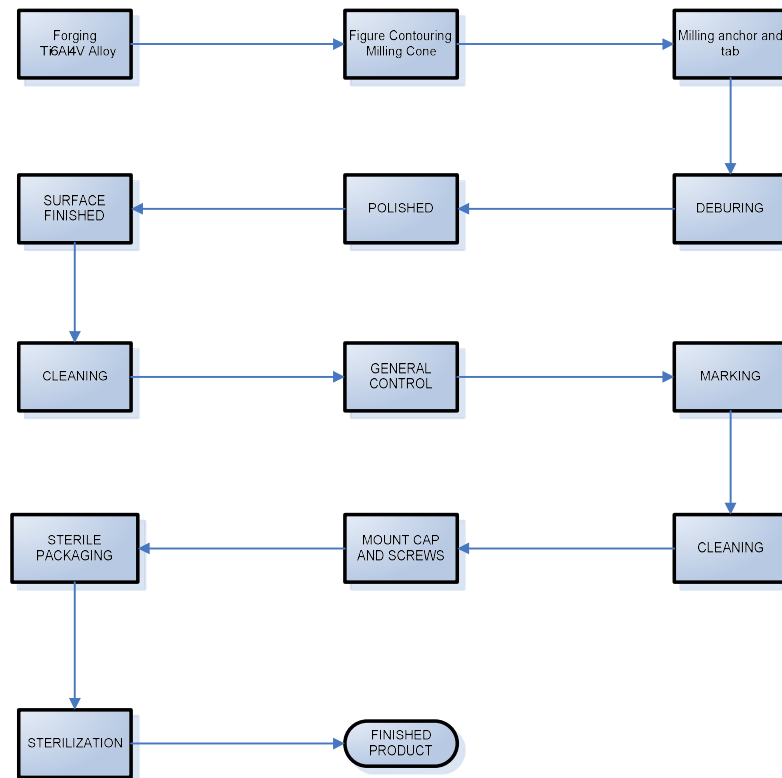 Forging
Ti6Al4V Alloy
Figure Contouring
Milling Cone
Milling anchor and
tab
SURFACE
FINISHED
POLISHED
DEBURING
CLEANING
GENERAL
CONTROL
MARKING
STERILE
PACKAGING
MOUNT CAP
AND SCREWS
CLEANING
STERILIZATION
FINISHED
PRODUCT